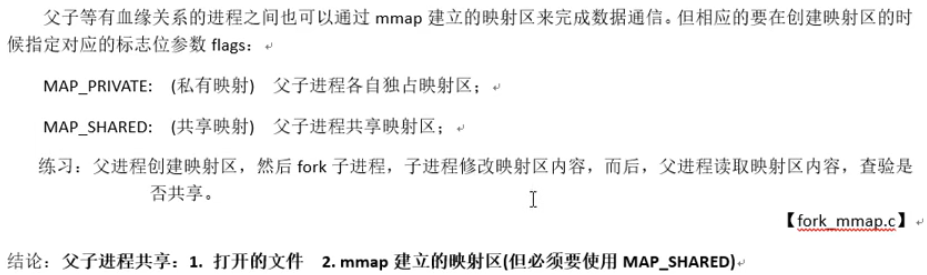 父子等有血缘关系的进程之间也可以通过 mmap 建立的映射区来完成数据通信。但相应的要在创建映射区的时
候指定对应的标志位参数 flags：
MAP_PRIVATE: (私有映射) 父子进程各自独占映射区；
MAP_SHARED: (共享映射) 父子进程共享映射区；
练习：父进程创建映射区，然后 fork 子进程，子进程修改映射区内容，而后，父进程读取映射区内容，查验是
否共享。
【fork_mmap.c】
结论：父子进程共享：1. 打开的文件 2. mmap 建立的映射区(但必须要使用 MAP_SHARED)